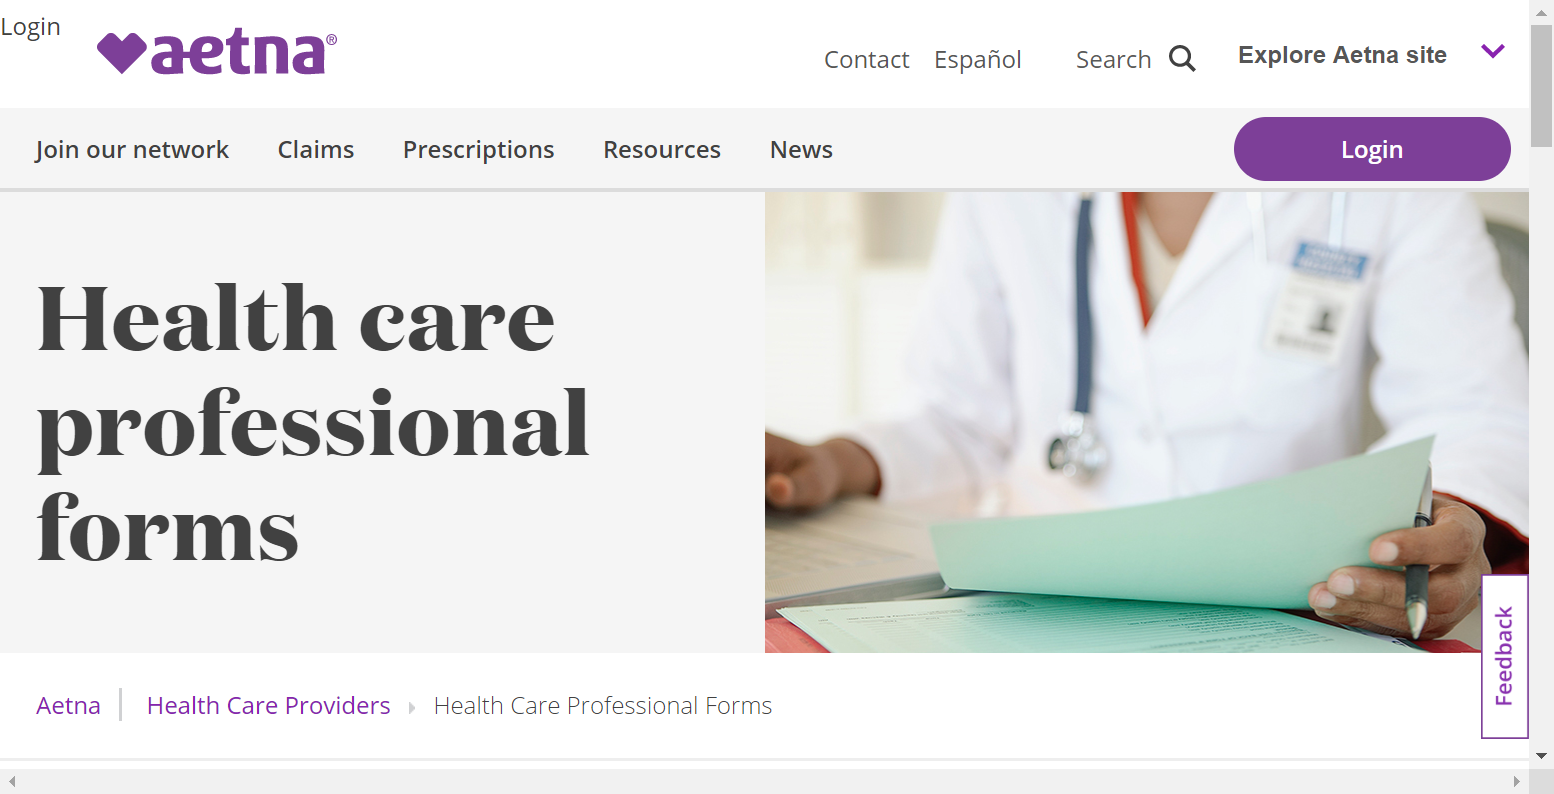 Login
aetna®
Contact
Español
Search
Explore Aetna site
Join our network
Claims
Prescriptions
Resources
News
Login
Health care
professional
forms
Feedback
Aetna
Health Care Providers
Health Care Professional Forms